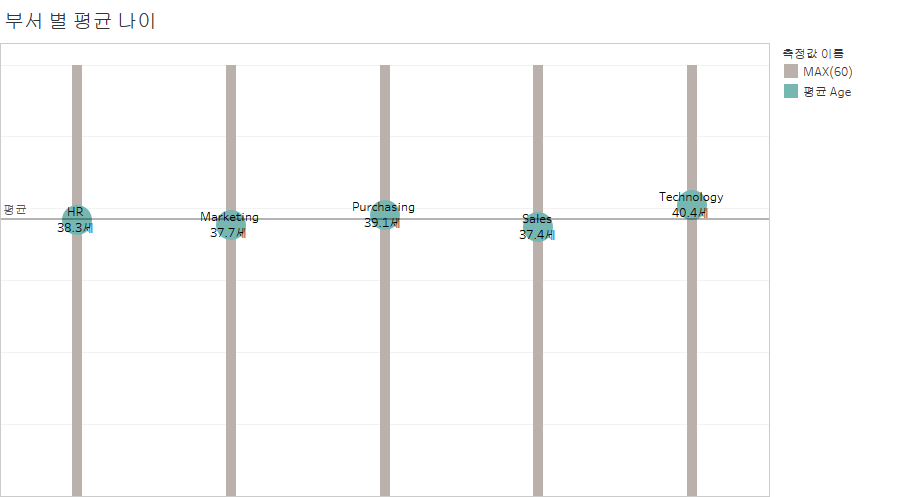 부서 별 평균 나이
측정값 이름
MAX(60)
평균 Age
평균
HR
38.3세
Marketing
37.7세
Purchasing
39.1세
Sales
37.4세
Technology
40.4세